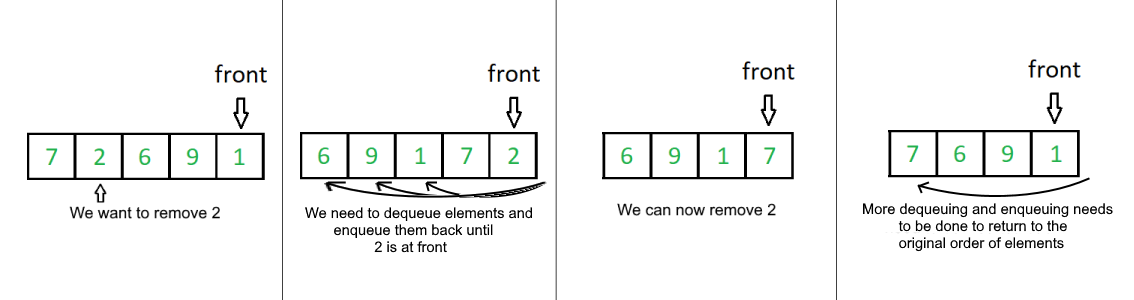 front
7 2 6 9 1
We want to remove 2
front
6 9 1 7 2
We need to dequeue elements and
enqueue them back until
2 is at front
front
6 9 1 7
We can now remove 2
front
7 6 9 1
More dequeuing and enqueuing needs
to be done to return to the
original order of elements